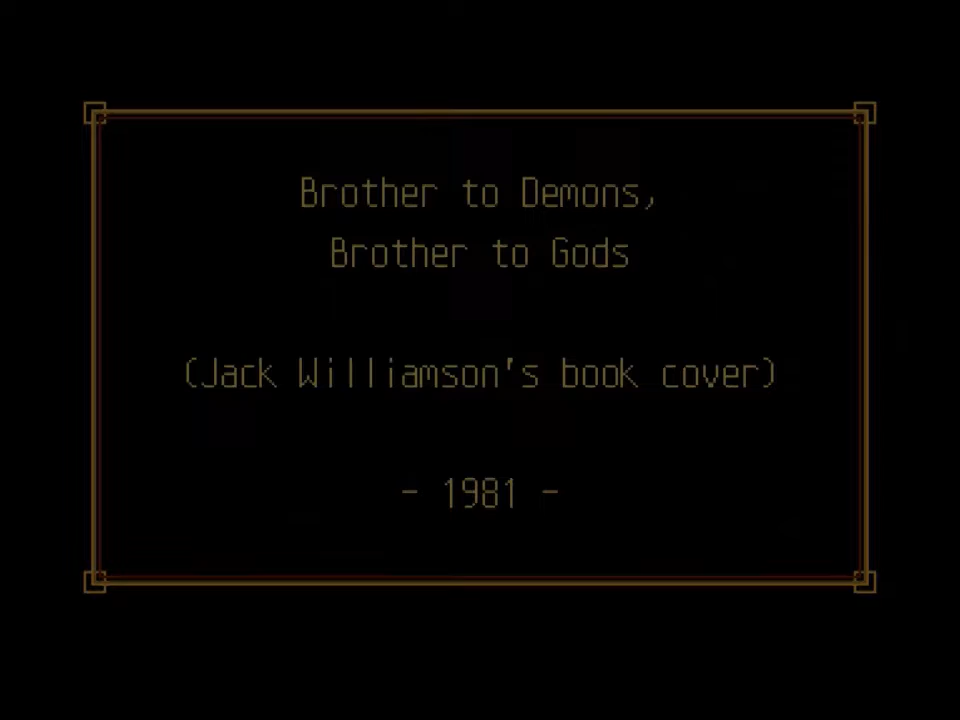 Brother to Demons,
Brother to Gods
(Jack Williamson's book cover)
- 1981 -